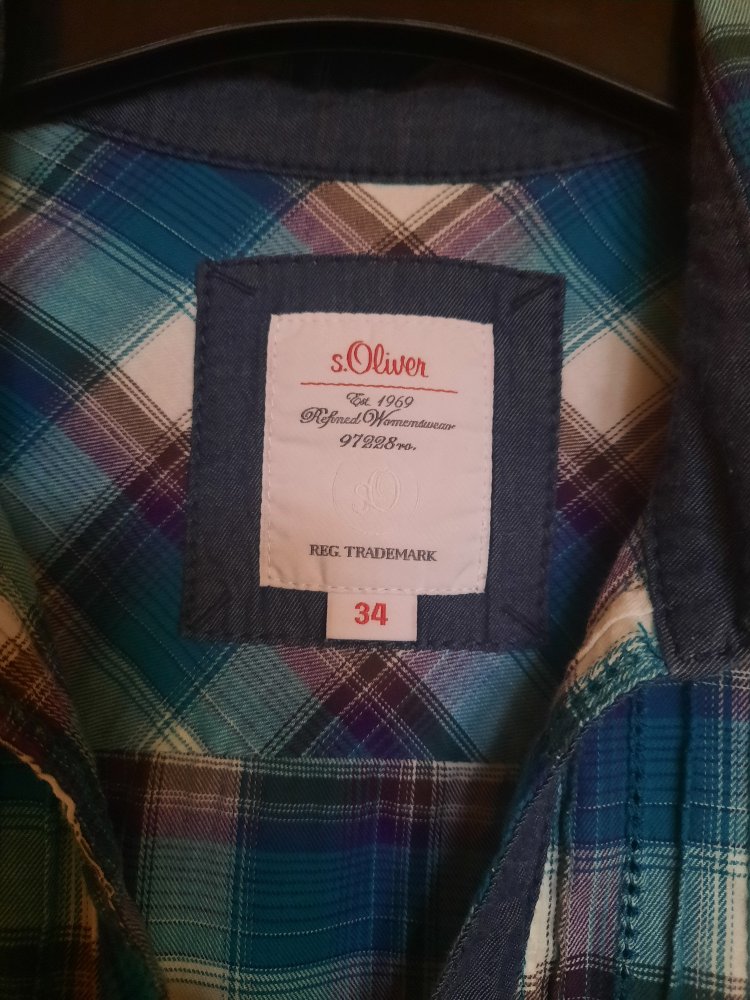 s.Oliver
Est. 1969
Refined Womenswear
97228ro.
sO
REG. TRADEMARK
34